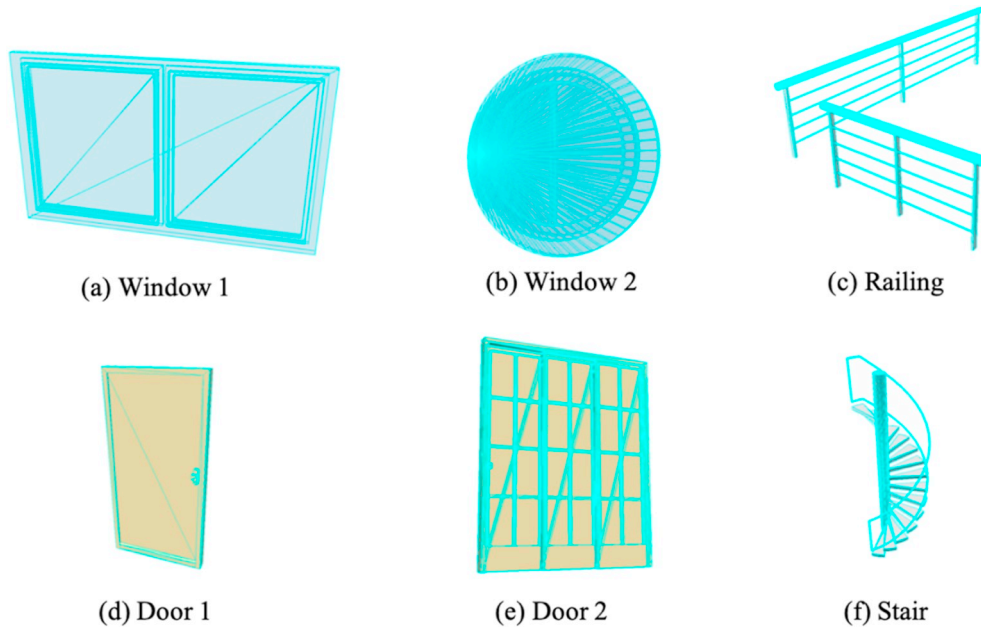 (a) Window 1
(b) Window 2
(c) Railing
(d) Door 1
(e) Door 2
(f) Stair